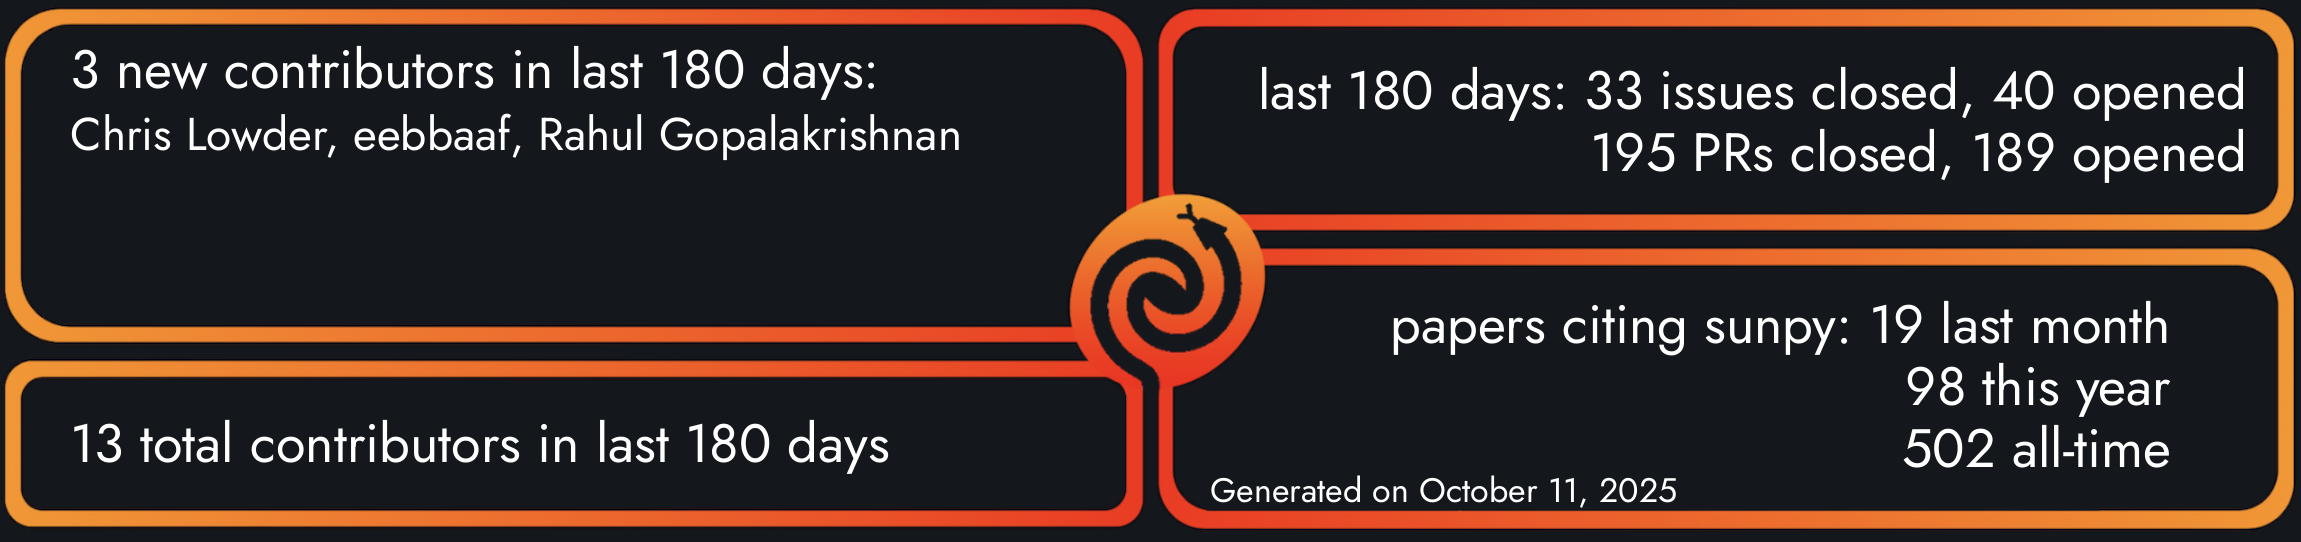 3 new contributors in last 180 days:
Chris Lowder, eebbaaf, Rahul Gopalakrishnan
13 total contributors in last 180 days
last 180 days: 33 issues closed, 40 opened
195 PRs closed, 189 opened
papers citing sunpy: 19 last month
98 this year
502 all-time
Generated on October 11, 2025